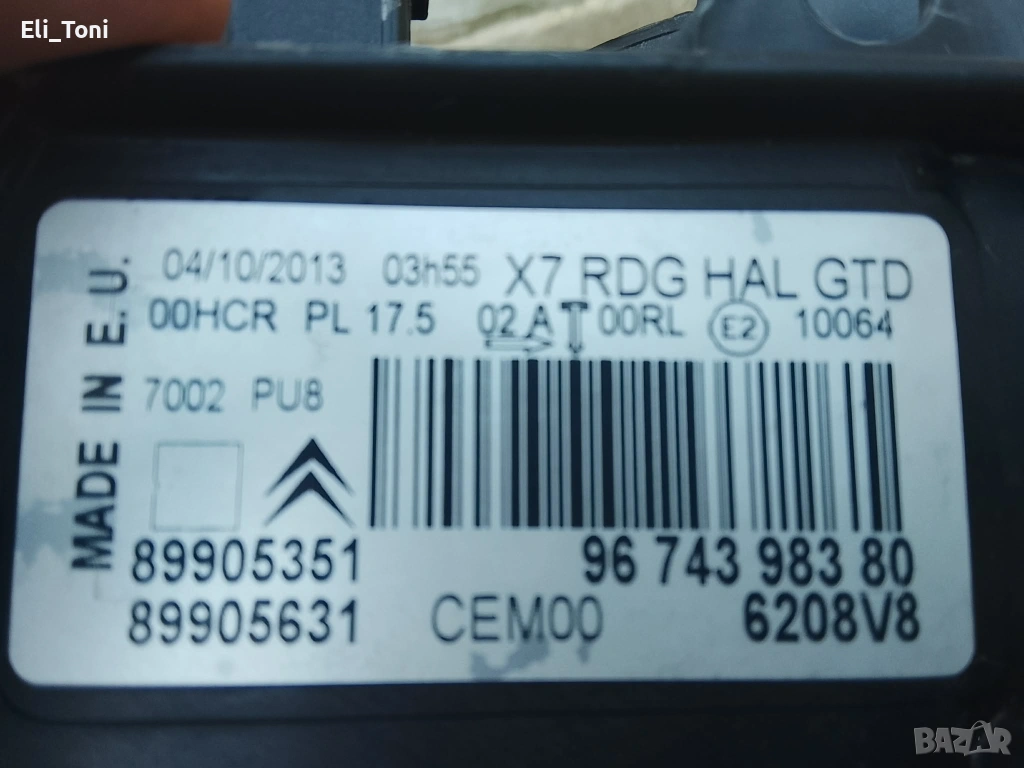 Eli_Toni
MADE IN E.U.
04/10/2013 03h55 X7 RDG HAL GTD
00HCR PL 17.5 02 A 00RL E2 10064
7002 PU8
89905351 96 743 983 80
89905631 CEM00 6208V8
BAZAR